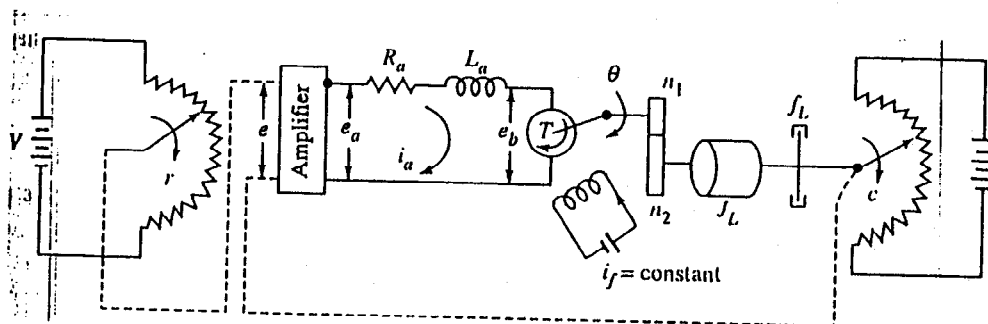 V
r
e
Amplifier
e_a
R_a
L_a
i_a
e_b
T
θ
n_1
n_2
i_f = constant
J_L
f_L
c